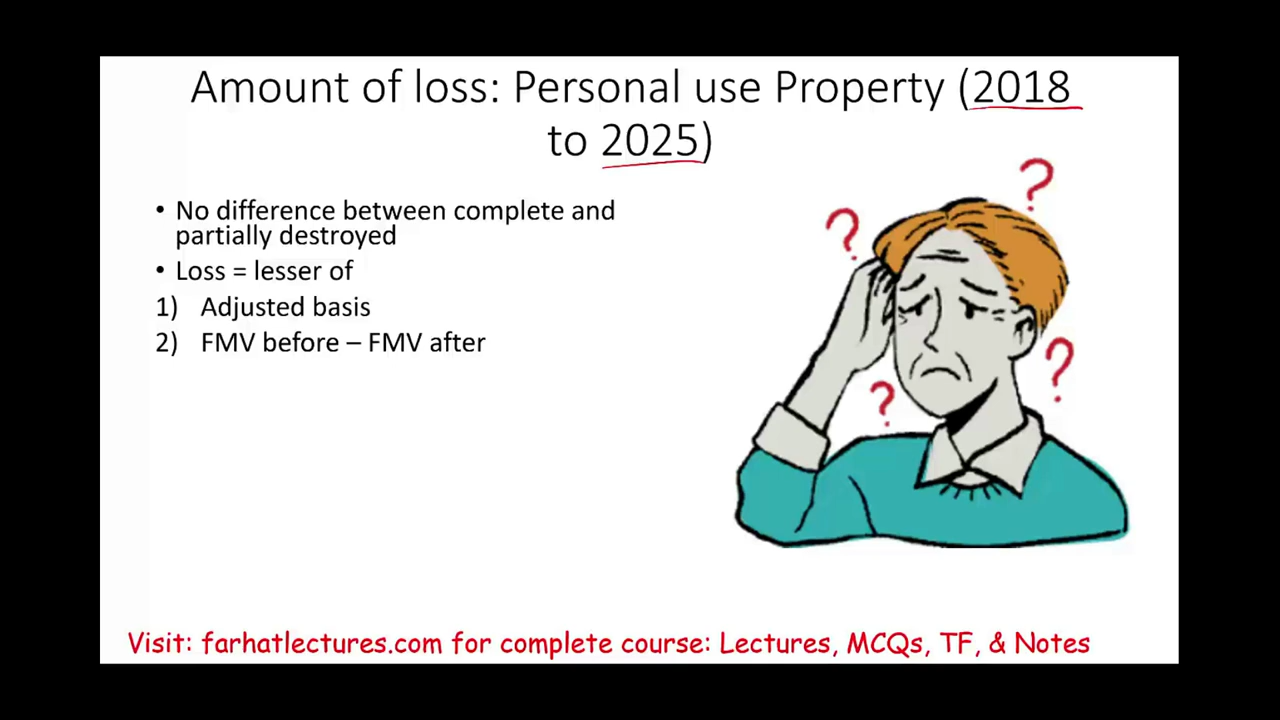 Amount of loss: Personal use Property (2018
to 2025)
• No difference between complete and
partially destroyed
• Loss = lesser of
1) Adjusted basis
2) FMV before – FMV after
? ? ? ?
Visit: farhatlectures.com for complete course: Lectures, MCQs, TF, & Notes